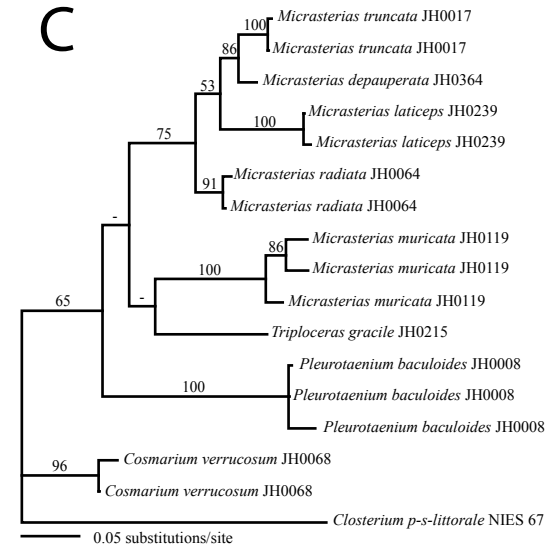 C
100
Micrasterias truncata JH0017
86
Micrasterias truncata JH0017
53
Micrasterias depauperata JH0364
Micrasterias laticeps JH0239
100
75
Micrasterias laticeps JH0239
Micrasterias radiata JH0064
91
Micrasterias radiata JH0064
-
Micrasterias muricata JH0119
86
100
Micrasterias muricata JH0119
-
Micrasterias muricata JH0119
65
Triploceras gracile JH0215
Pleurotaenium baculoides JH0008
100
Pleurotaenium baculoides JH0008
Pleurotaenium baculoides JH0008
96
Cosmarium verrucosum JH0068
Cosmarium verrucosum JH0068
Closterium p-s-littorale NIES 67
0.05 substitutions/site